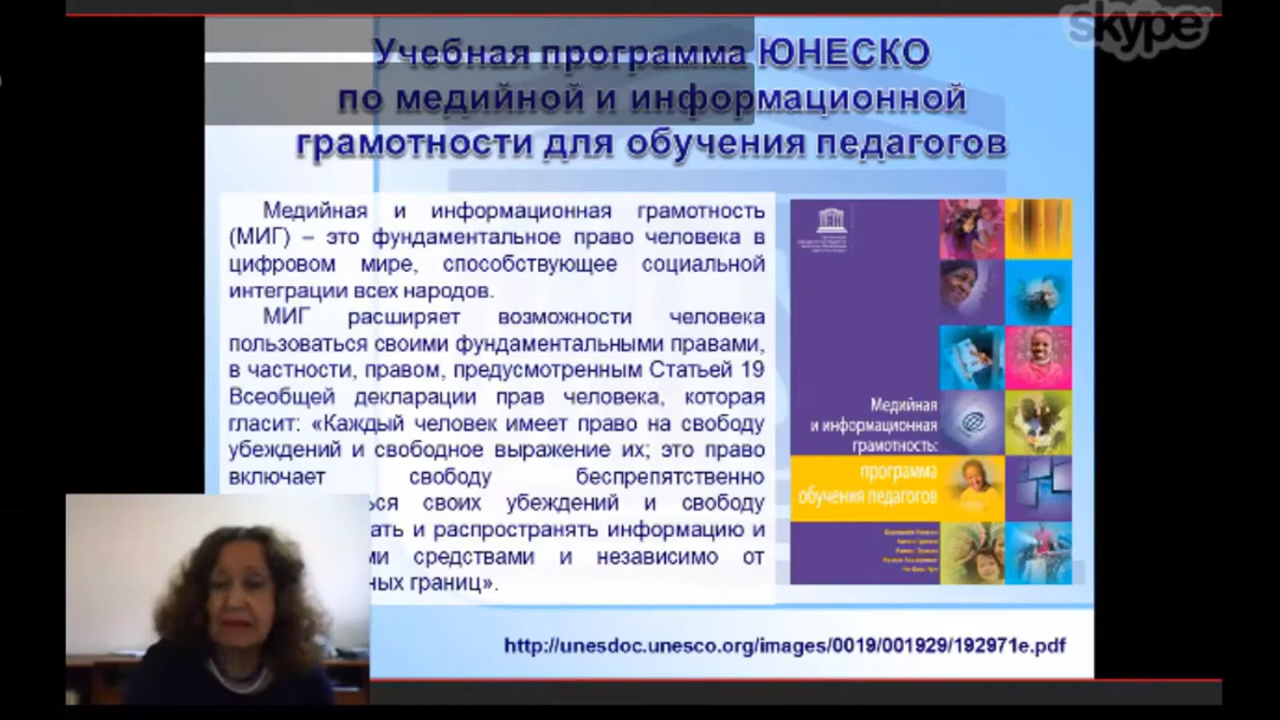 skype
Учебная программа ЮНЕСКО
по медийной и информационной
грамотности для обучения педагогов
Медийная и информационная грамотность
(МИГ) – это фундаментальное право человека в
цифровом мире, способствующее социальной
интеграции всех народов.
МИГ расширяет возможности человека
пользоваться своими фундаментальными правами,
в частности, правом, предусмотренным Статьей 19
Всеобщей декларации прав человека, которая
гласит: «Каждый человек имеет право на свободу
убеждений и свободное выражение их; это право
включает свободу беспрепятственно
ься своих убеждений и свободу
ать и распространять информацию и
ми средствами и независимо от
ных границ».
Медийная
и информационная
грамотность:
программа
обучения педагогов
http://unesdoc.unesco.org/images/0019/001929/192971e.pdf